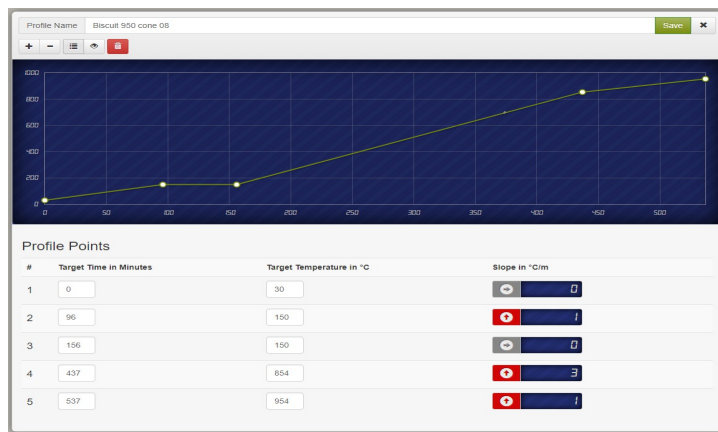 Profile Name Biscuit 950 cone 08 Save
1000
800
600
400
200
0
0 50 100 150 200 250 300 350 400 450 500
Profile Points
# Target Time in Minutes Target Temperature in °C Slope in °C/m
1 0 30 0
2 96 150 1
3 156 150 0
4 437 854 3
5 537 954 1